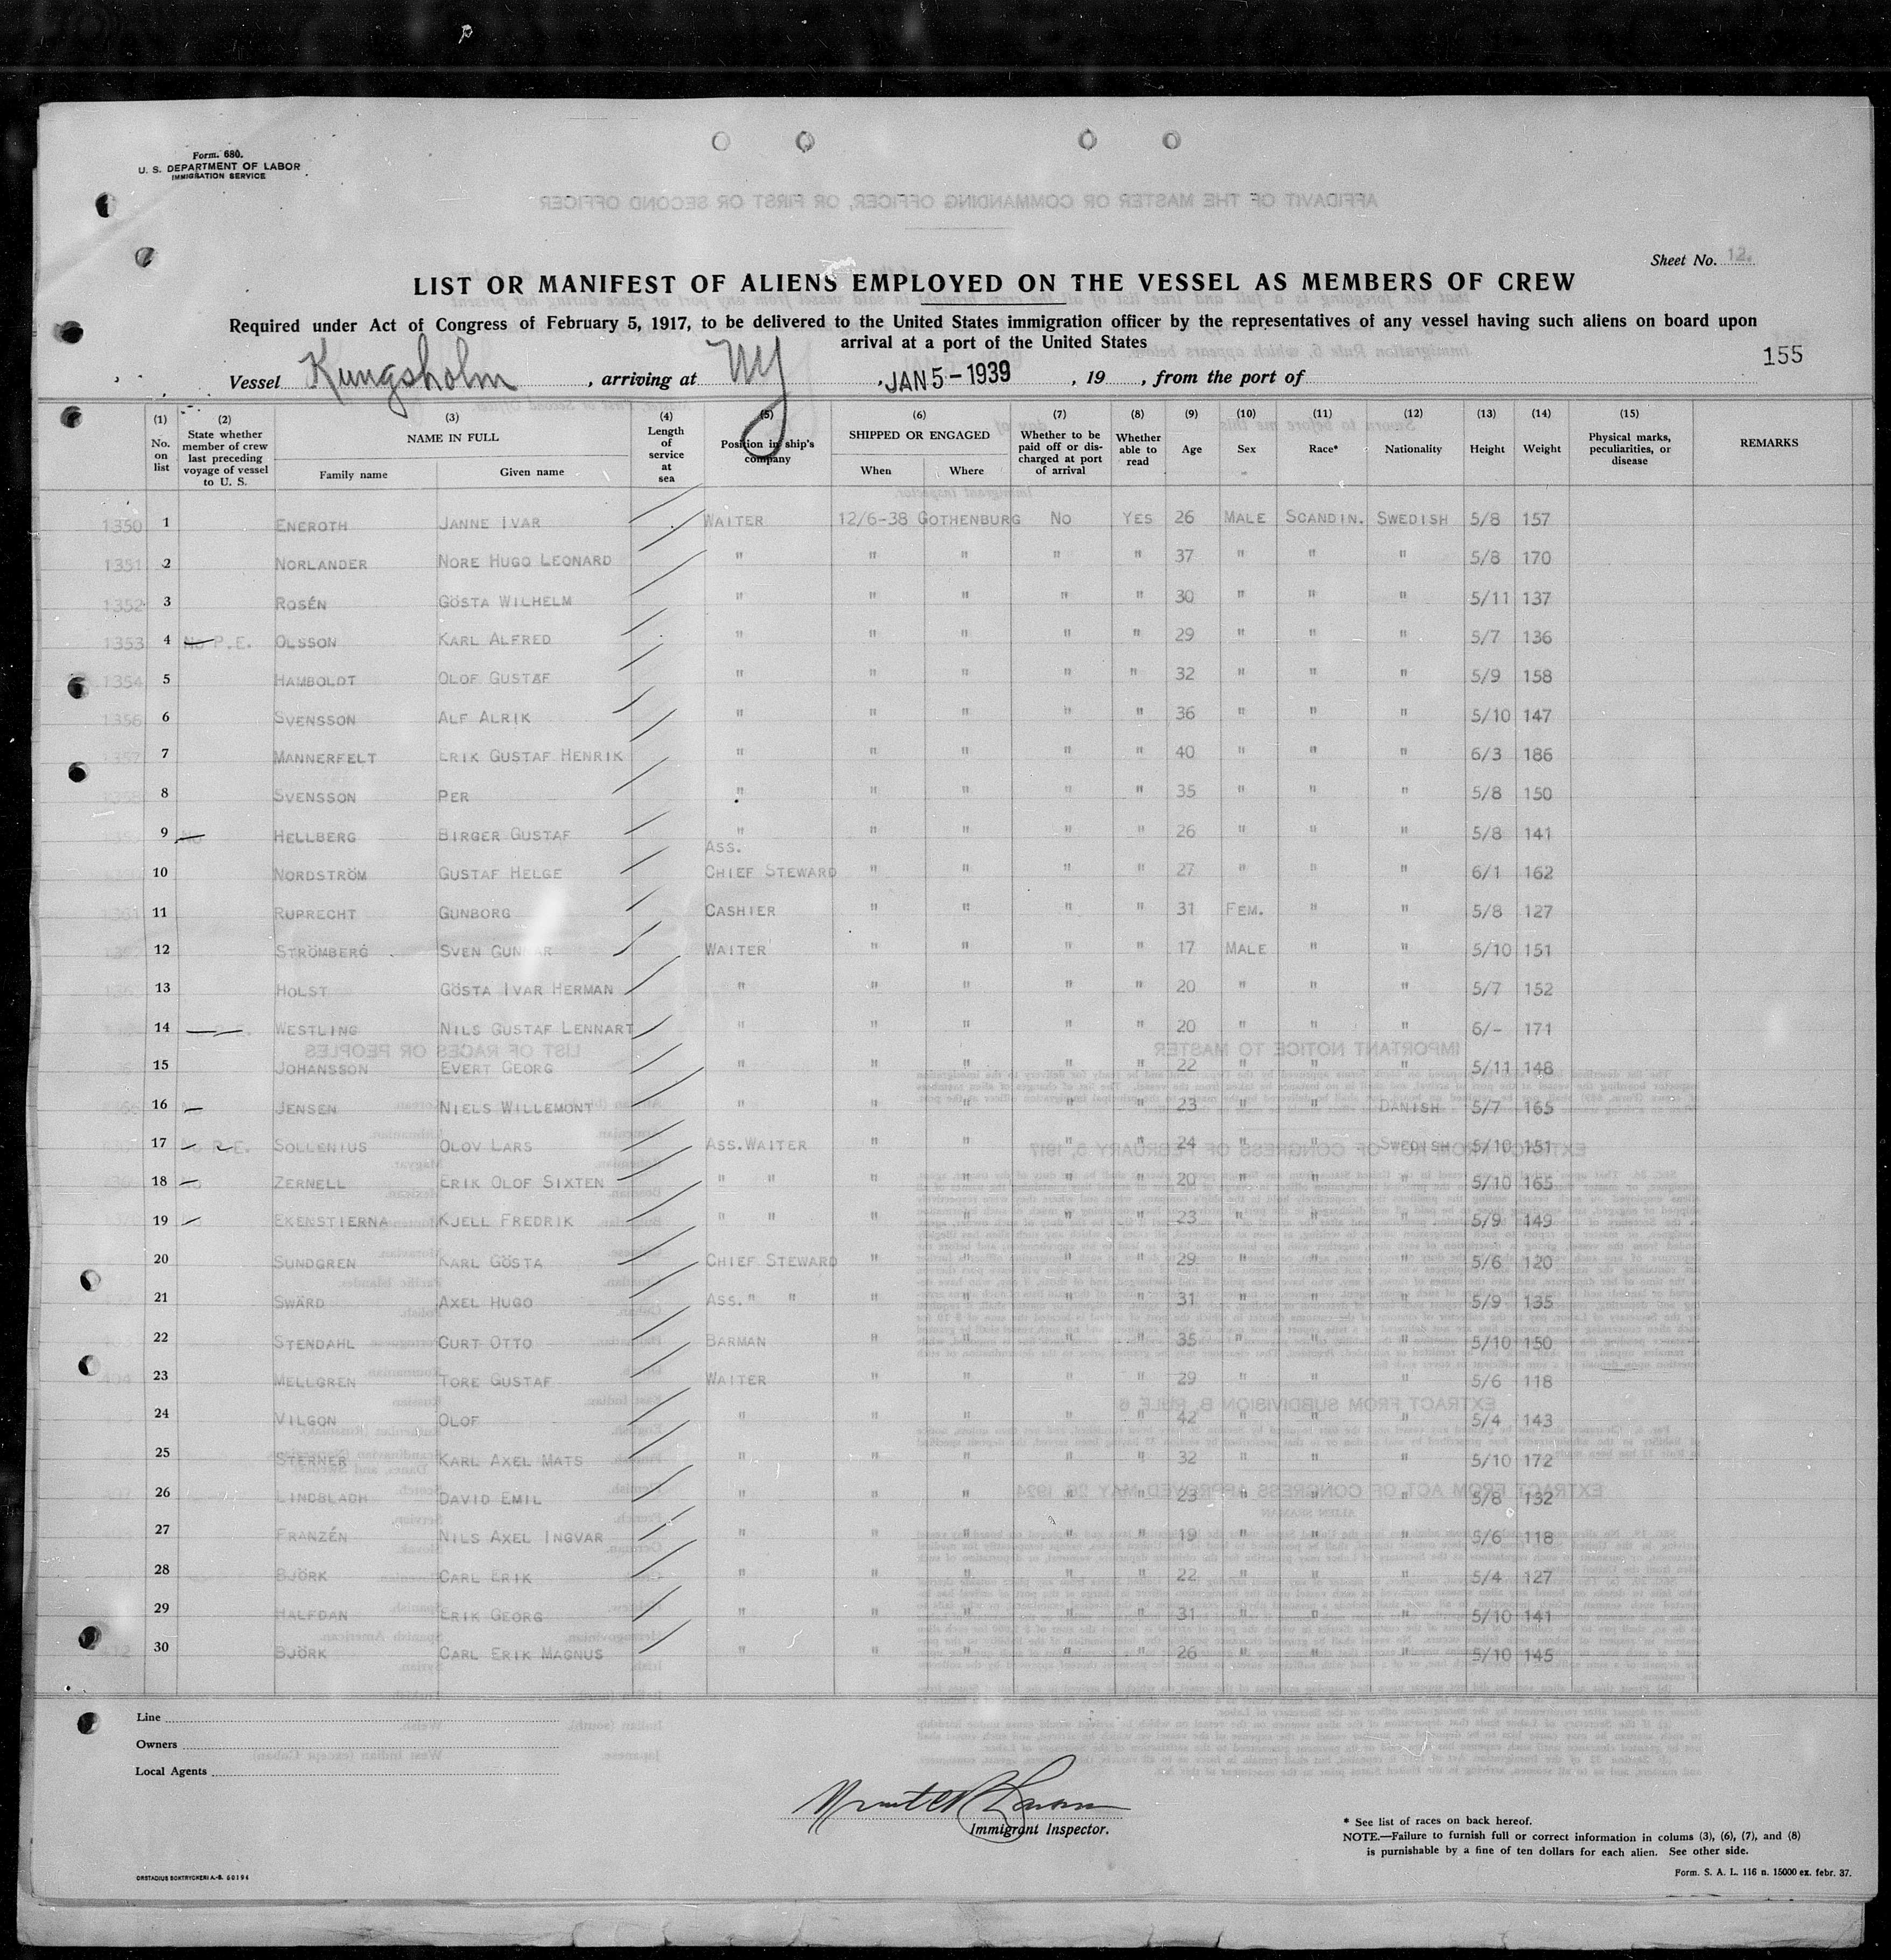 Form. 680.
U. S. DEPARTMENT OF LABOR
IMMIGRATION SERVICE
Sheet No. 12.
LIST OR MANIFEST OF ALIENS EMPLOYED ON THE VESSEL AS MEMBERS OF CREW
Required under Act of Congress of February 5, 1917, to be delivered to the United States immigration officer by the representatives of any vessel having such aliens on board upon
arrival at a port of the United States
155
Vessel Kungsholm, arriving at NY, JAN 5-1939, 19, from the port of
(1) No. on list (2) State whether member of crew last preceding voyage of vessel to U. S. (3) NAME IN FULL Family name Given name (4) Length of service at sea (5) Position in ship's company (6) SHIPPED OR ENGAGED When Where (7) Whether to be paid off or discharged at port of arrival (8) Whether able to read (9) Age (10) Sex (11) Race* (12) Nationality (13) Height (14) Weight (15) Physical marks, peculiarities, or disease REMARKS
1350 1 ENEROTH JANNE IVAR WAITER 12/6-38 GOTHENBURG NO YES 26 MALE SCANDIN. SWEDISH 5/8 157
1351 2 NORLANDER NORE HUGO LEONARD " " " " " 37 " " " 5/8 170
1352 3 ROSÉN GÖSTA WILHELM " " " " " 30 " " " 5/11 137
1353 4 No P.E. OLSSON KARL ALFRED " " " " " 29 " " " 5/7 136
1354 5 HAMBOLDT OLOF GUSTAF " " " " " 32 " " " 5/9 158
1356 6 SVENSSON ALF ALRIK " " " " " 36 " " " 5/10 147
1357 7 MANNERFELT ERIK GUSTAF HENRIK " " " " " 40 " " " 6/3 186
8 SVENSSON PER " " " " " 35 " " " 5/8 150
9 No HELLBERG BIRGER GUSTAF " " " " " 26 " " " 5/8 141
10 NORDSTRÖM GUSTAF HELGE ASS. CHIEF STEWARD " " " " 27 " " " 6/1 162
11 RUPRECHT GUNBORG CASHIER " " " " 31 FEM. " " 5/8 127
12 STRÖMBERG SVEN GUNNAR WAITER " " " " 17 MALE " " 5/10 151
13 HOLST GÖSTA IVAR HERMAN " " " " " 20 " " " 5/7 152
14 WESTLING NILS GUSTAF LENNART " " " " " 20 " " " 6/- 171
15 JOHANSSON EVERT GEORG " " " " " 22 " " " 5/11 148
16 No JENSEN NIELS WILLEMONT " " " " " 23 " " DANISH 5/7 165
17 No P.E. SOLLENIUS OLOV LARS ASS.WAITER " " " " 24 " " SWEDISH 5/10 151
18 No ZERNELL ERIK OLOF SIXTEN " " " " " " 20 " " " 5/10 165
19 No EKENSTIERNA KJELL FREDRIK " " " " " " 23 " " " 5/9 149
20 SUNDGREN KARL GÖSTA CHIEF STEWARD " " " " 29 " " " 5/6 120
21 SWÄRD AXEL HUGO ASS. " " " " " " 31 " " " 5/9 135
22 STENDAHL CURT OTTO BARMAN " " " " 35 " " " 5/10 150
23 MELLGREN TORE GUSTAF WAITER " " " " 29 " " " 5/6 118
24 VILGON OLOF " " " " " 42 " " " 5/4 143
25 STERNER KARL AXEL MATS " " " " " 32 " " " 5/10 172
26 LINDBLADH DAVID EMIL " " " " " 23 " " " 5/8 132
27 FRANZÉN NILS AXEL INGVAR " " " " " 19 " " " 5/6 118
28 BJÖRK CARL ERIK " " " " " 22 " " " 5/4 127
29 HALFDAN ERIK GEORG " " " " " 31 " " " 5/10 141
30 BJÖRK CARL ERIK MAGNUS " " " " " 26 " " " 5/10 145
Line
Owners
Local Agents
Immigrant Inspector.
* See list of races on back hereof.
NOTE.—Failure to furnish full or correct information in colums (3), (6), (7), and (8)
is purnishable by a fine of ten dollars for each alien. See other side.
ORSTADIUS BOKTRYCKERI A.-B. 60194
Form. S. A. L. 116 n. 15000 ex. febr. 37.